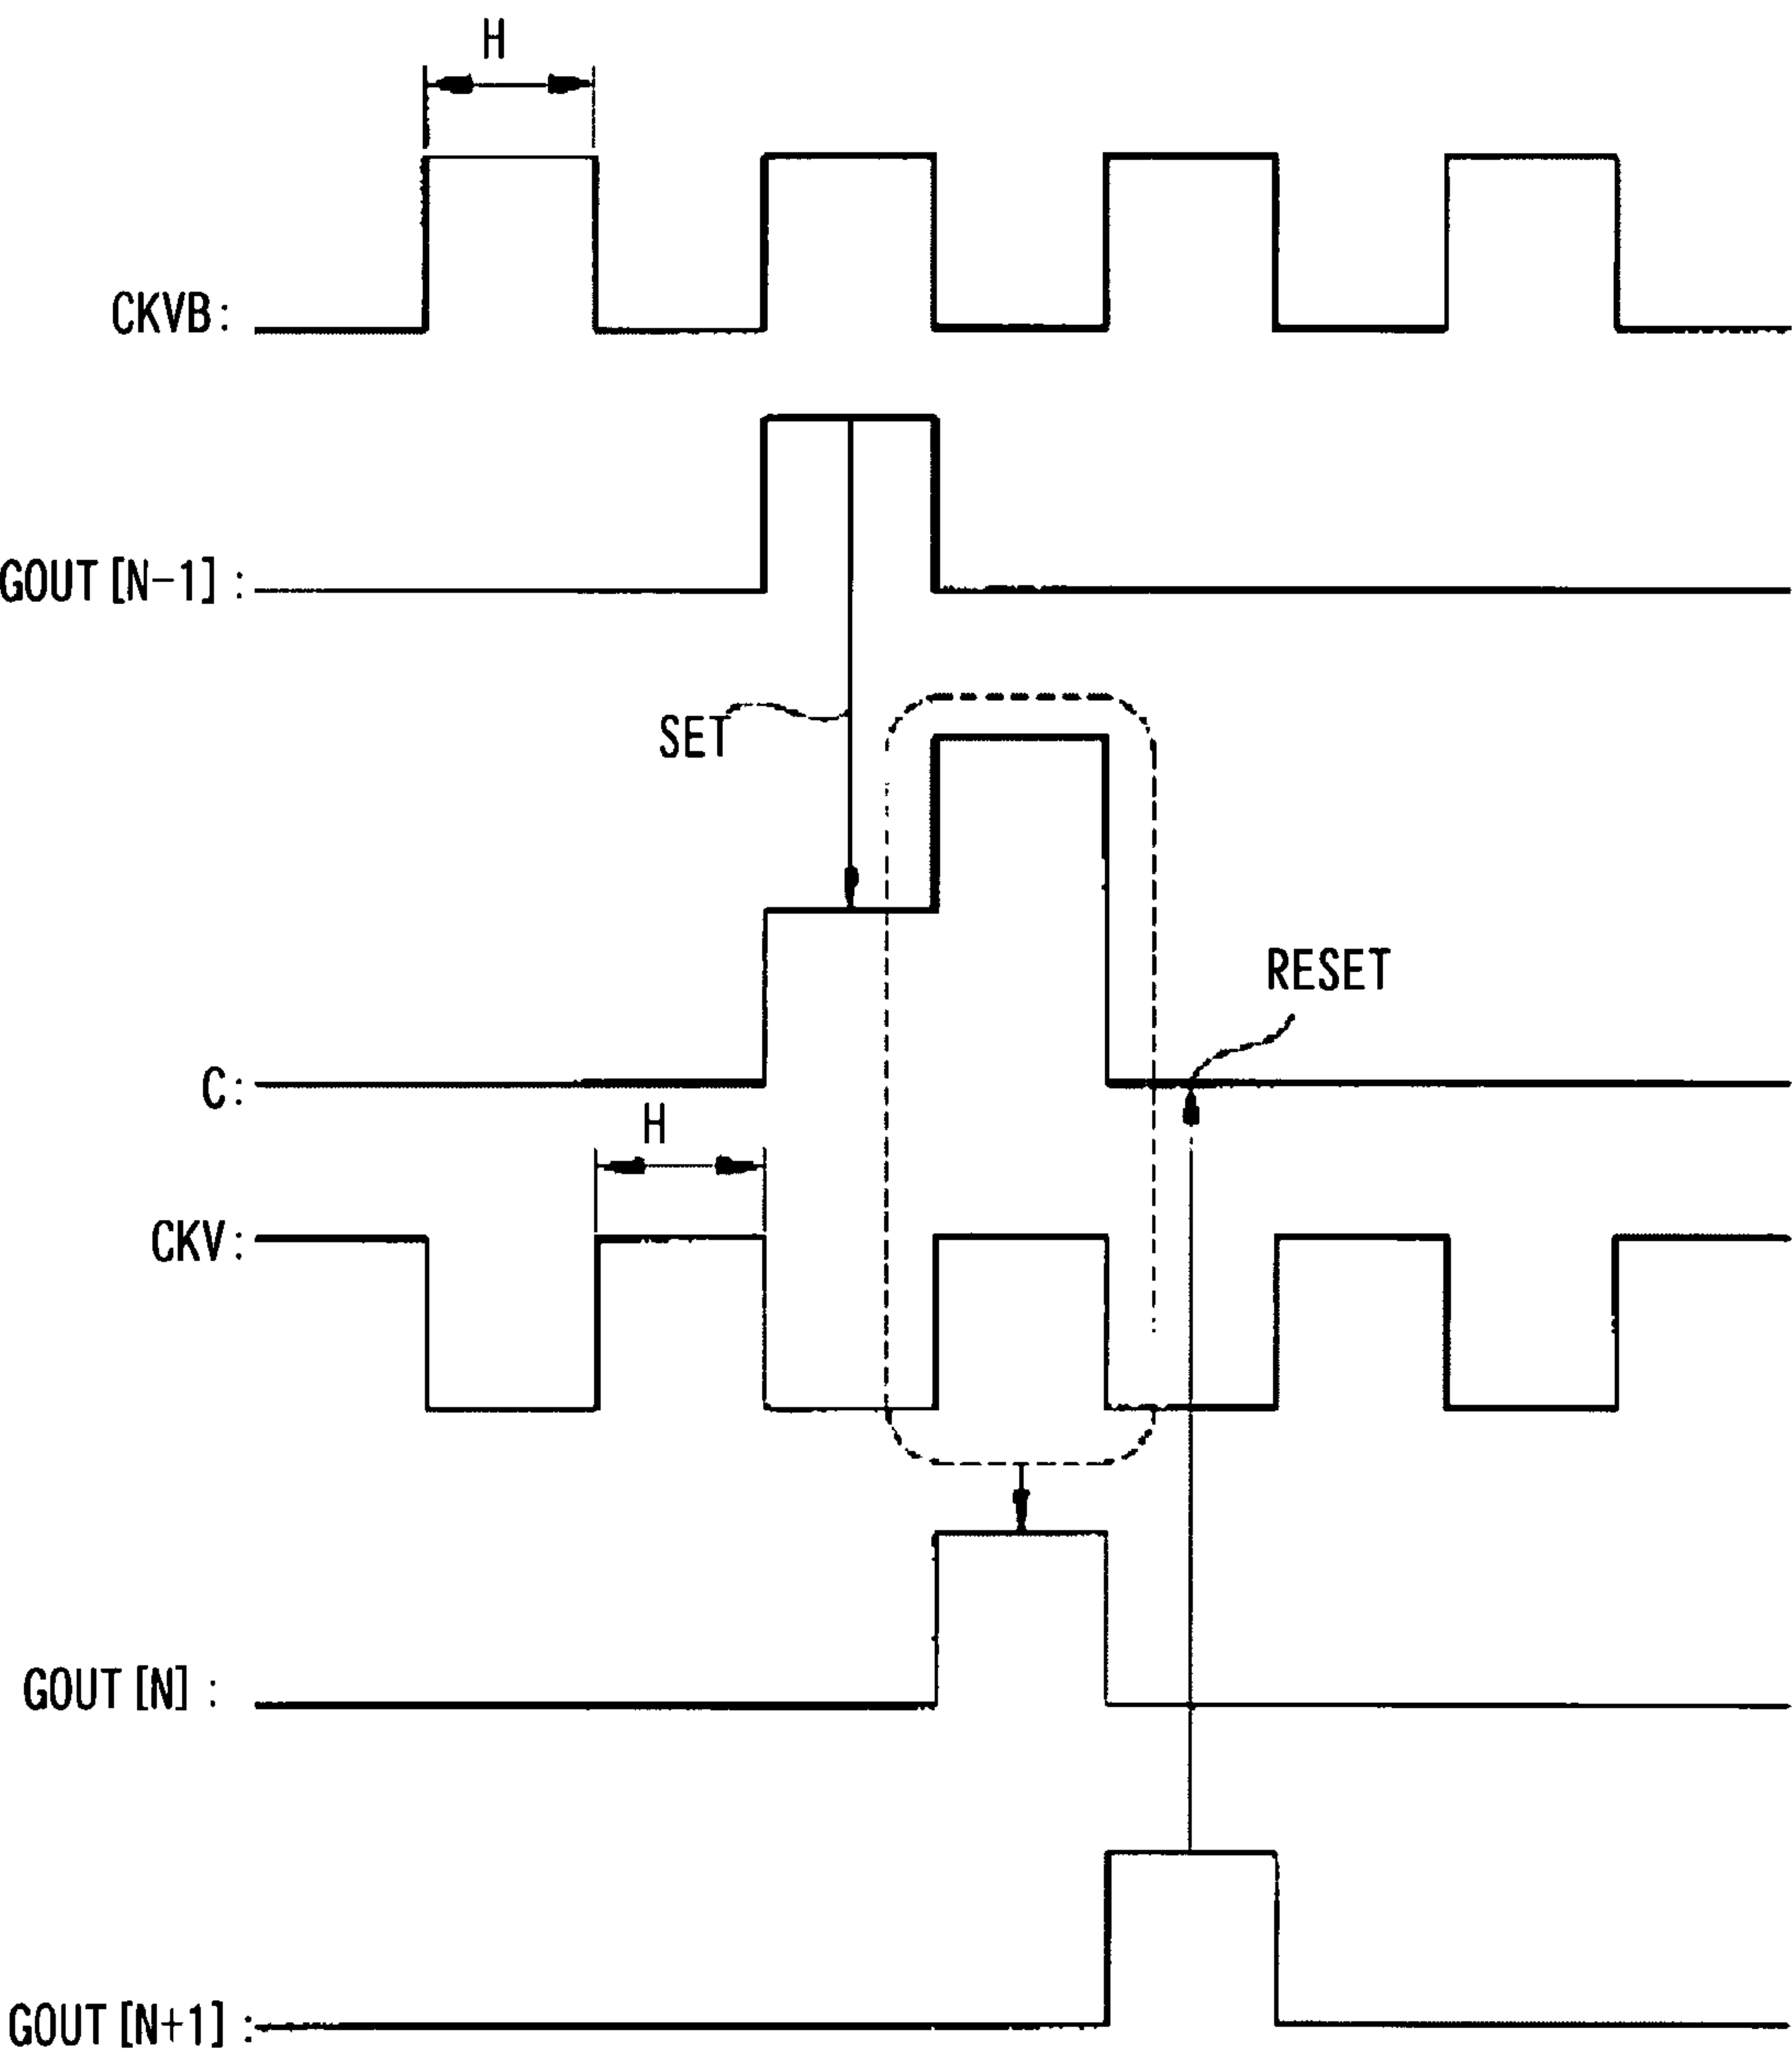 H
CKVB:
GOUT [N-1] :
SET
RESET
C:
H
CKV:
GOUT [N] :
GOUT [N+1] :